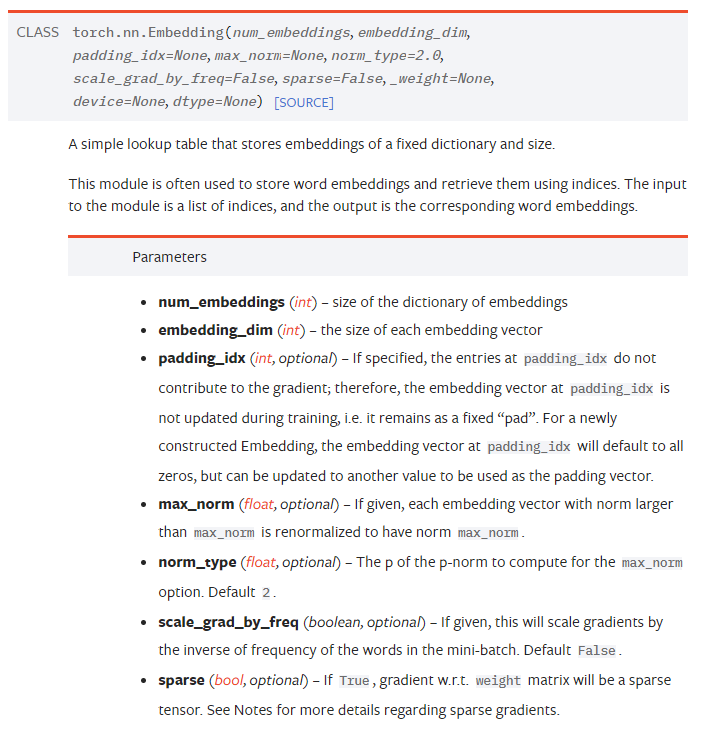 CLASS torch.nn.Embedding(num_embeddings, embedding_dim,
padding_idx=None, max_norm=None, norm_type=2.0,
scale_grad_by_freq=False, sparse=False, _weight=None,
device=None, dtype=None) [SOURCE]
A simple lookup table that stores embeddings of a fixed dictionary and size.
This module is often used to store word embeddings and retrieve them using indices. The input
to the module is a list of indices, and the output is the corresponding word embeddings.
Parameters
• num_embeddings (int) – size of the dictionary of embeddings
• embedding_dim (int) – the size of each embedding vector
• padding_idx (int, optional) – If specified, the entries at padding_idx do not
contribute to the gradient; therefore, the embedding vector at padding_idx is
not updated during training, i.e. it remains as a fixed “pad”. For a newly
constructed Embedding, the embedding vector at padding_idx will default to all
zeros, but can be updated to another value to be used as the padding vector.
• max_norm (float, optional) – If given, each embedding vector with norm larger
than max_norm is renormalized to have norm max_norm.
• norm_type (float, optional) – The p of the p-norm to compute for the max_norm
option. Default 2.
• scale_grad_by_freq (boolean, optional) – If given, this will scale gradients by
the inverse of frequency of the words in the mini-batch. Default False.
• sparse (bool, optional) – If True, gradient w.r.t. weight matrix will be a sparse
tensor. See Notes for more details regarding sparse gradients.